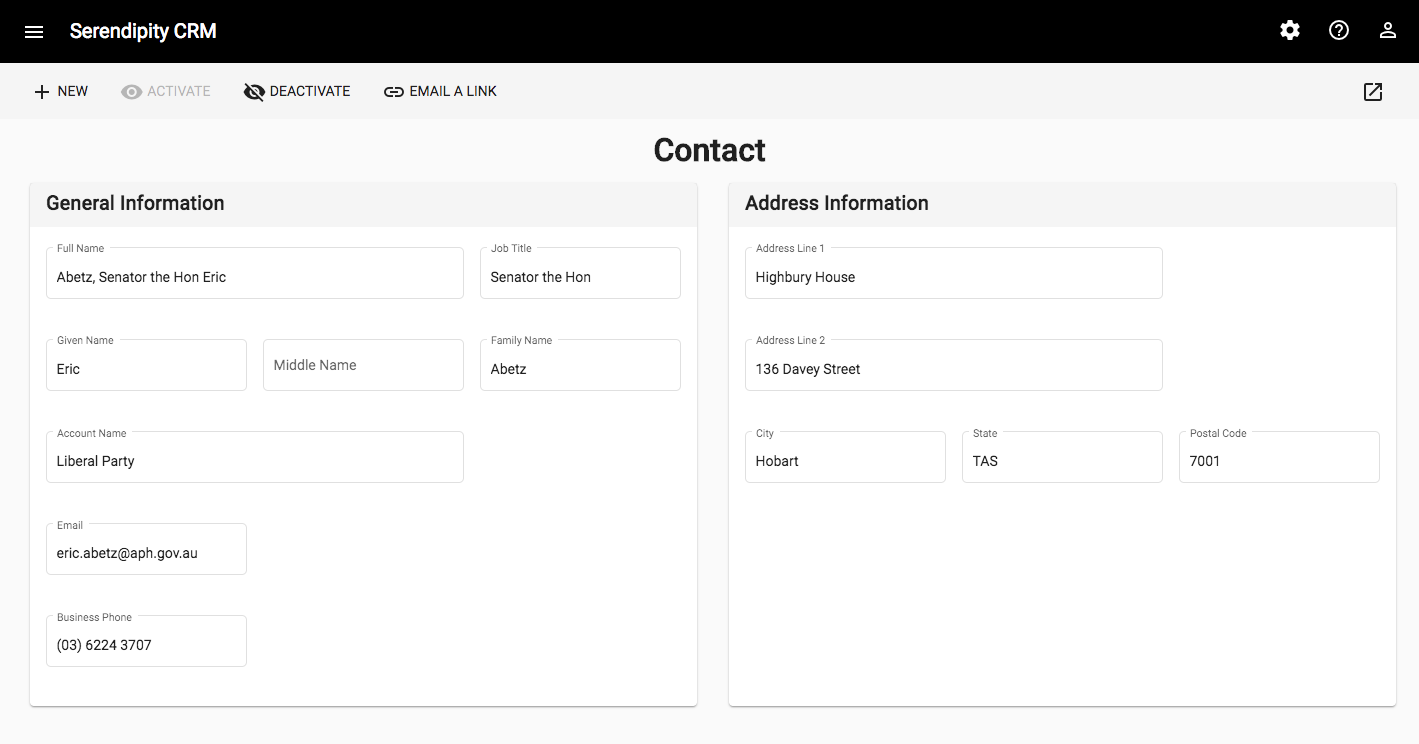 Serendipity CRM
NEW ACTIVATE DEACTIVATE EMAIL A LINK
Contact
General Information
Full Name
Abetz, Senator the Hon Eric
Job Title
Senator the Hon
Given Name
Eric
Middle Name
Family Name
Abetz
Account Name
Liberal Party
Email
eric.abetz@aph.gov.au
Business Phone
(03) 6224 3707
Address Information
Address Line 1
Highbury House
Address Line 2
136 Davey Street
City
Hobart
State
TAS
Postal Code
7001